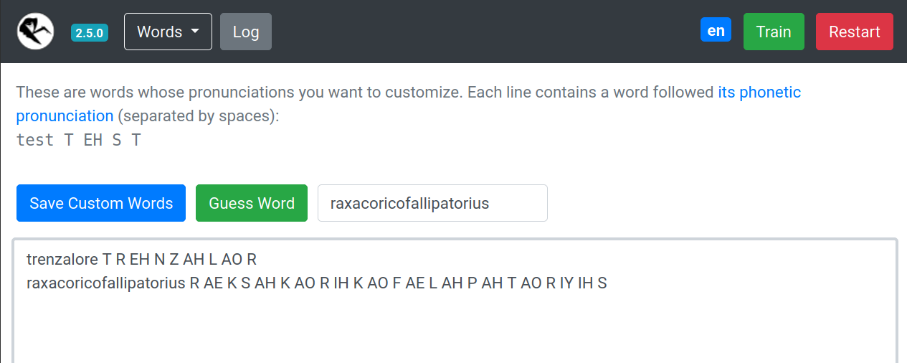 2.5.0 Words Log en Train Restart
These are words whose pronunciations you want to customize. Each line contains a word followed its phonetic
pronunciation (separated by spaces):
test T EH S T
Save Custom Words Guess Word raxacoricofallipatorius
trenzalore T R EH N Z AH L AO R
raxacoricofallipatorius R AE K S AH K AO R IH K AO F AE L AH P AH T AO R IY IH S